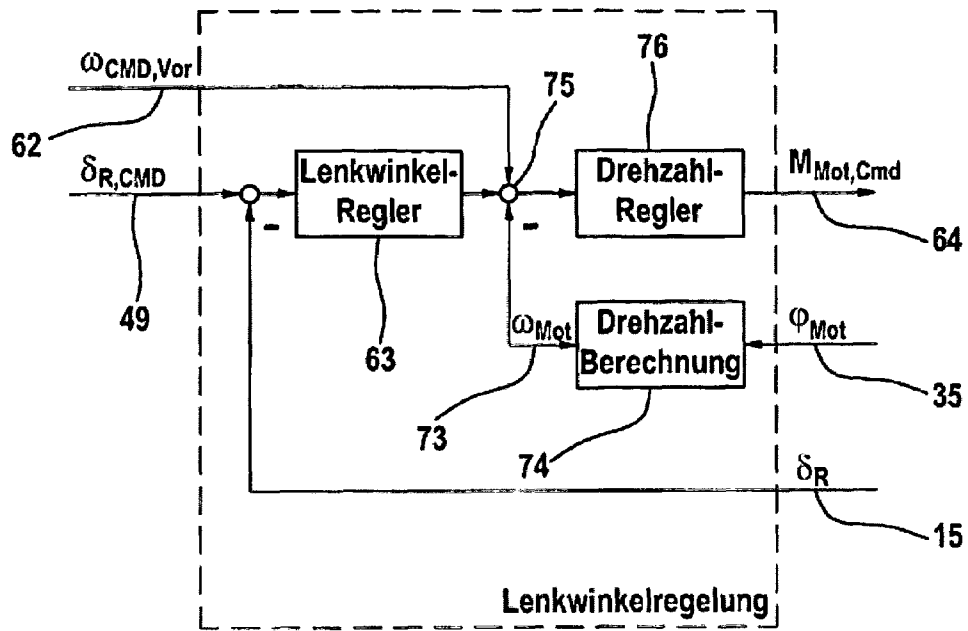 ω_CMD,Vor
62
75
76
δ_R,CMD
49
Lenkwinkel-
Regler
63
Drehzahl-
Regler
M_Mot,Cmd
64
-
-
ω_Mot
73
Drehzahl-
Berechnung
74
φ_Mot
35
δ_R
15
Lenkwinkelregelung